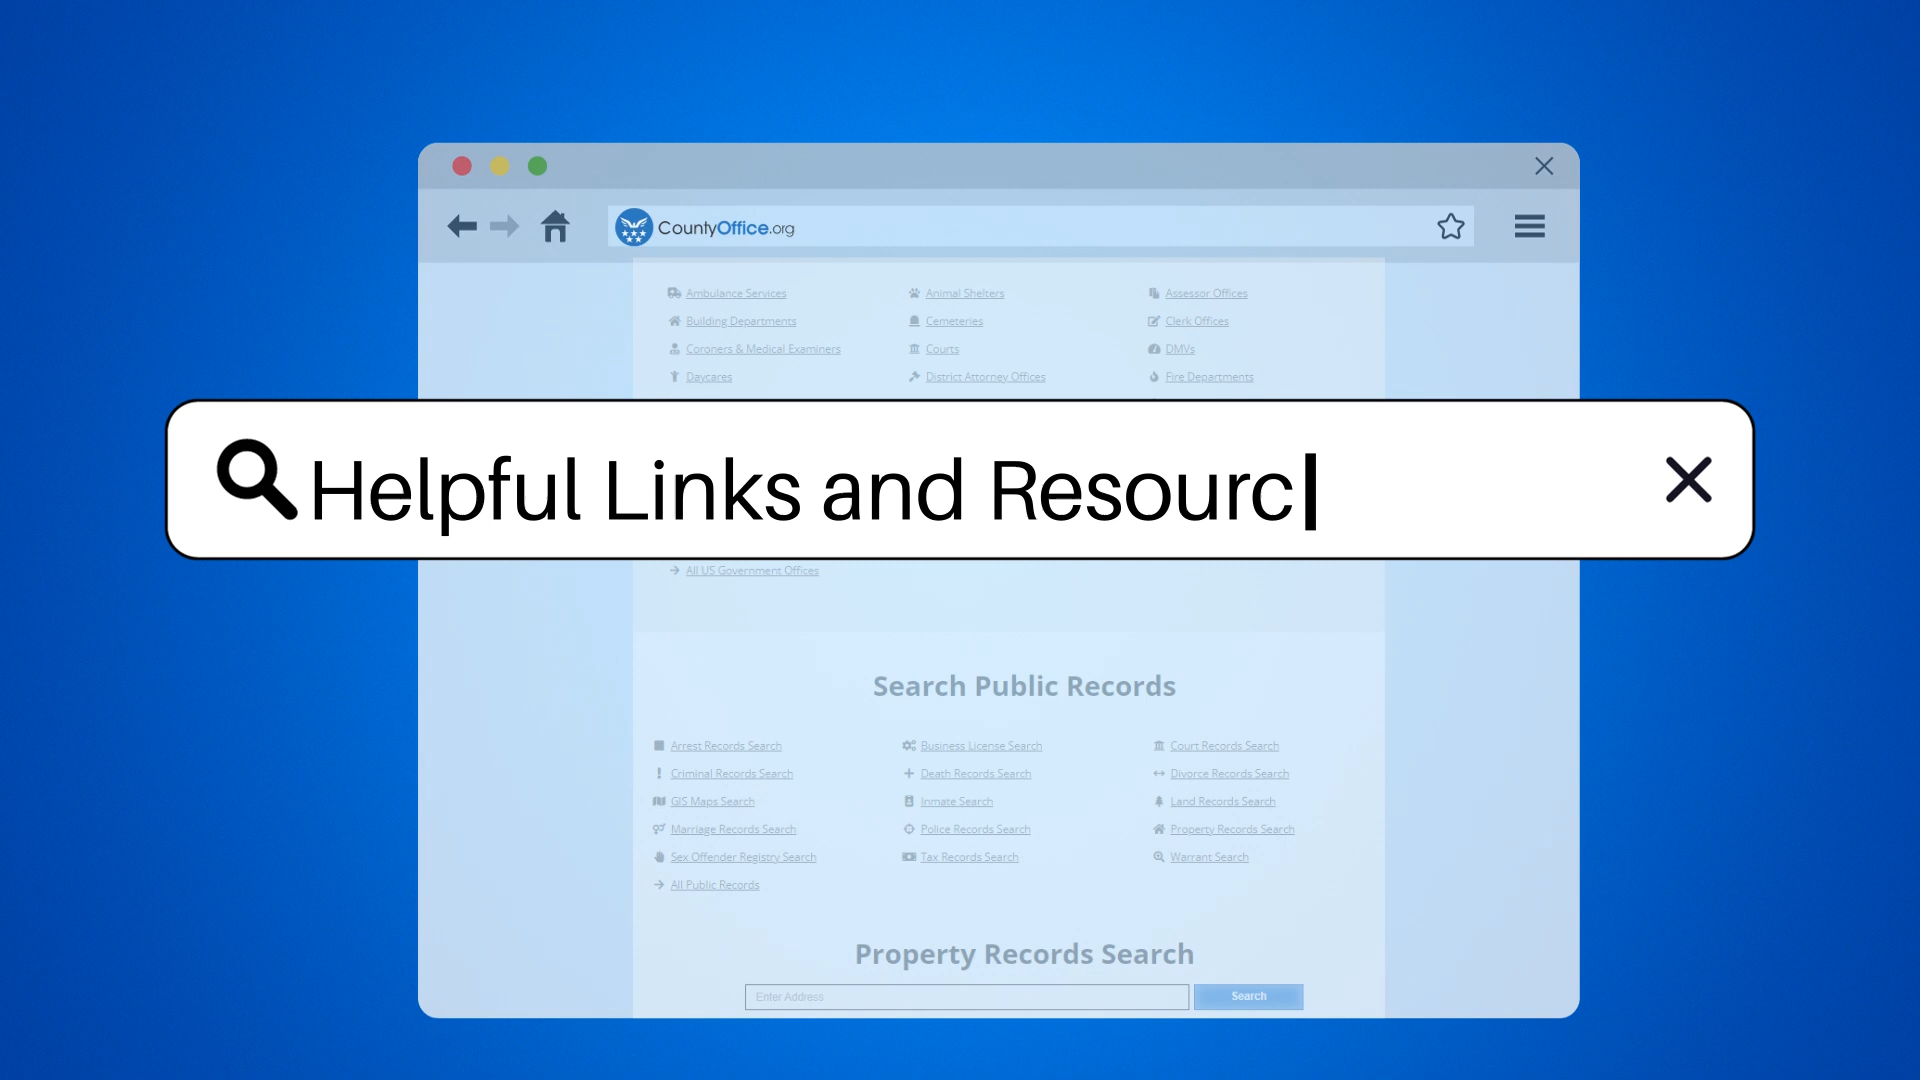 CountyOffice.org
Ambulance Services Animal Shelters Assessor Offices
Building Departments Cemeteries Clerk Offices
Coroners & Medical Examiners Courts DMVs
Daycares District Attorney Offices Fire Departments
Helpful Links and Resourc
All US Government Offices
Search Public Records
Arrest Records Search Business License Search Court Records Search
Criminal Records Search Death Records Search Divorce Records Search
GIS Maps Search Inmate Search Land Records Search
Marriage Records Search Police Records Search Property Records Search
Sex Offender Registry Search Tax Records Search Warrant Search
All Public Records
Property Records Search
Enter Address Search